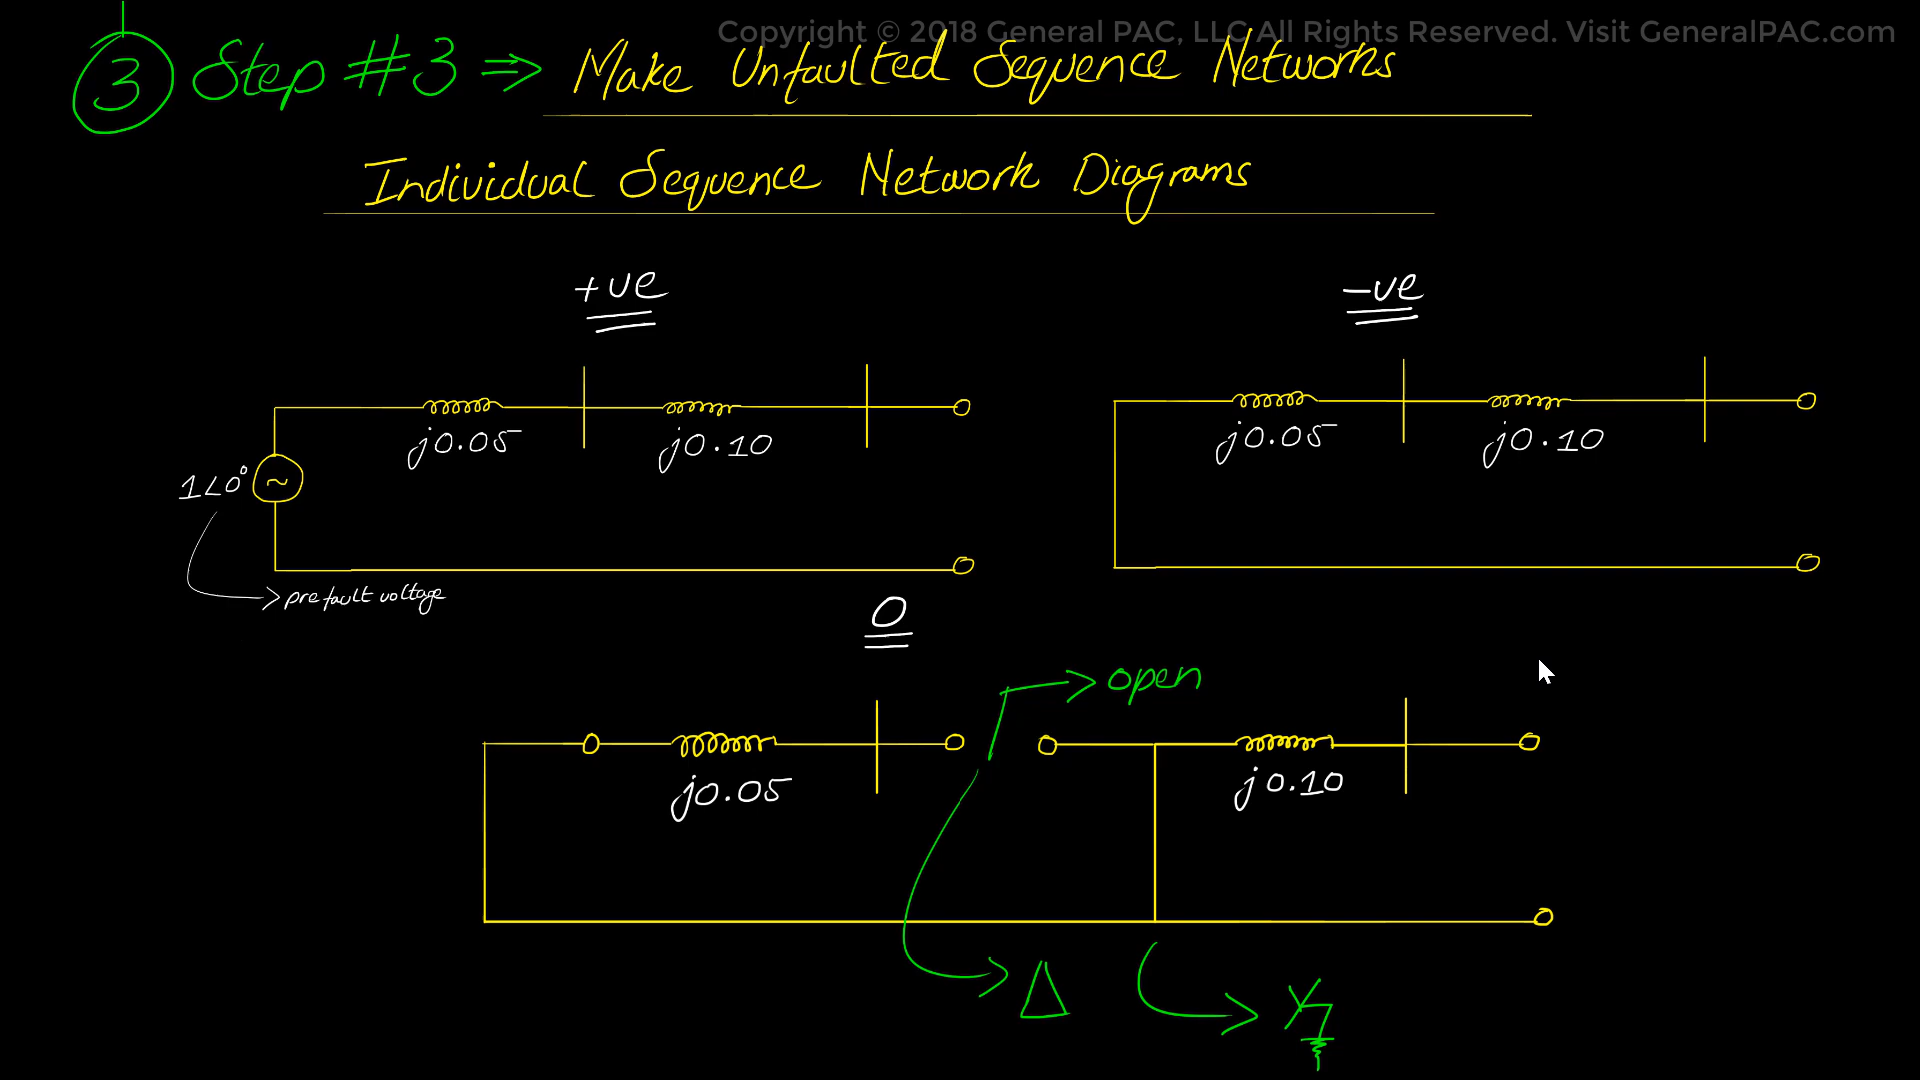 Copyright © 2018 General PAC, LLC All Rights Reserved. Visit GeneralPAC.com
3 Step #3 ⇒ Make Unfaulted Sequence Networks
Individual Sequence Network Diagrams
+ve
-ve
j0.05
j0.10
1∠0°
~
prefault voltage
j0.05
j0.10
0
open
j0.05
j0.10
Δ
Y